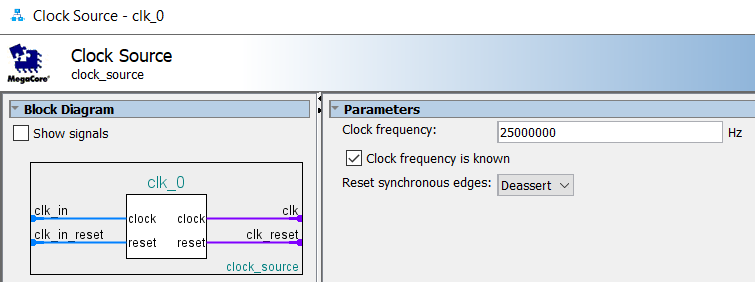 Clock Source - clk_0
MegaCore®
Clock Source
clock_source
Block Diagram
Show signals
clk_0
clk_in
clock
clock
clk
clk_in_reset
reset
reset
clk_reset
clock_source
Parameters
Clock frequency:
25000000
Hz
Clock frequency is known
Reset synchronous edges:
Deassert